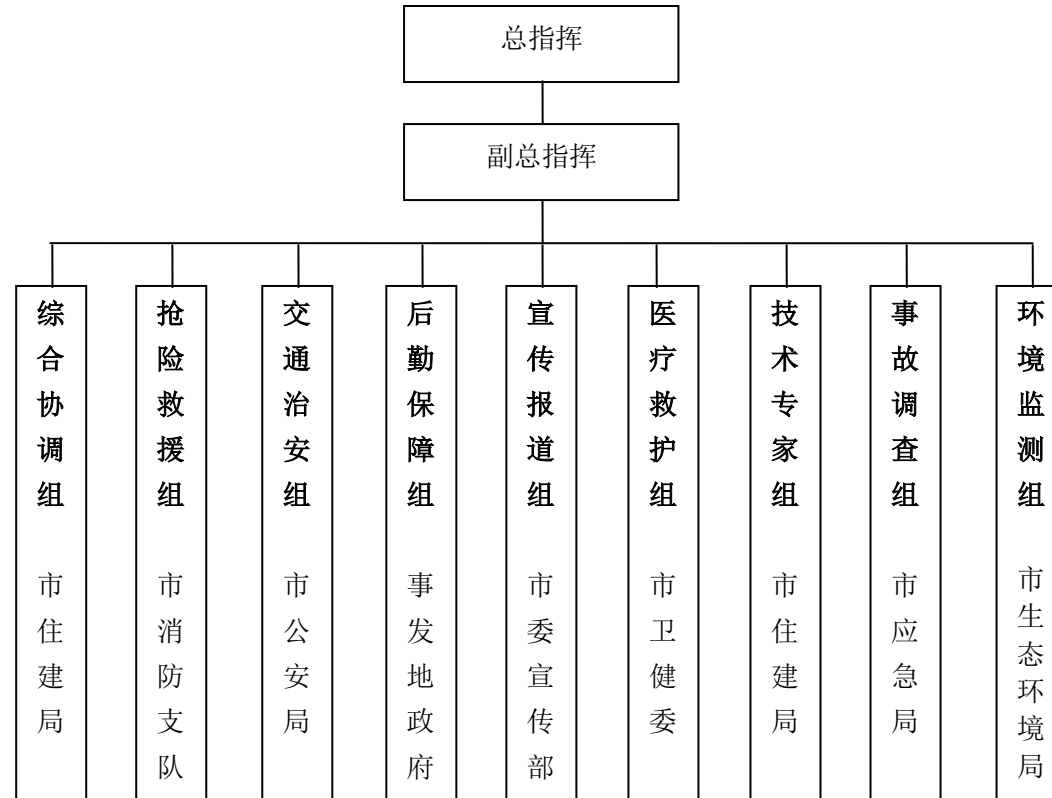 总指挥
副总指挥
综合协调组
市住建局
抢险救援组
市消防支队
交通治安组
市公安局
后勤保障组
事发地政府
宣传报道组
市委宣传部
医疗救护组
市卫健委
技术专家组
市住建局
事故调查组
市应急局
环境监测组
市生态环境局